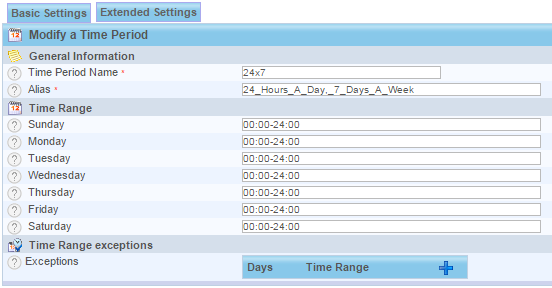 Basic Settings Extended Settings
Modify a Time Period
General Information
Time Period Name * 24x7
Alias * 24_Hours_A_Day,_7_Days_A_Week
Time Range
Sunday 00:00-24:00
Monday 00:00-24:00
Tuesday 00:00-24:00
Wednesday 00:00-24:00
Thursday 00:00-24:00
Friday 00:00-24:00
Saturday 00:00-24:00
Time Range exceptions
Exceptions Days Time Range